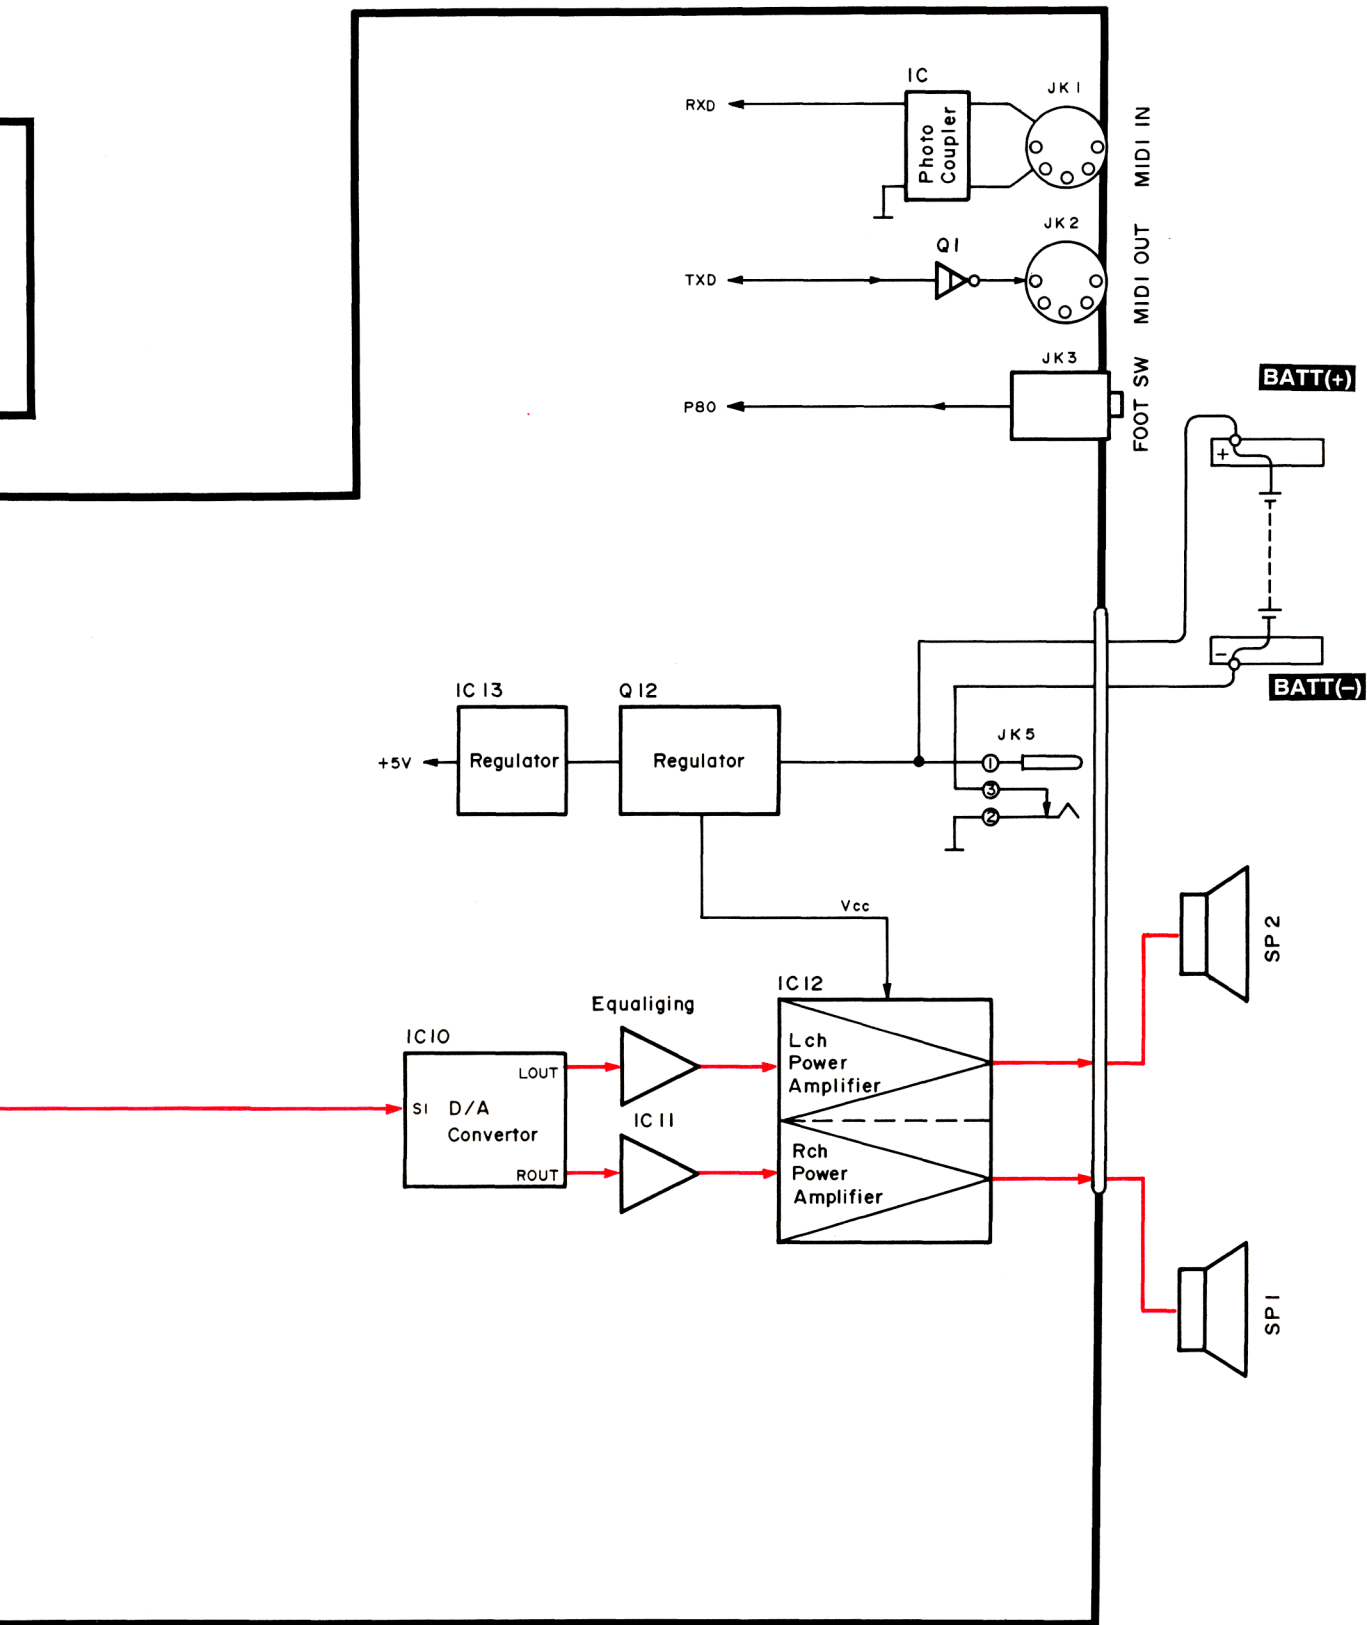 IC
JK1
RXD
Photo
Coupler
MIDI IN
JK2
Q1
TXD
MIDI OUT
JK3
P80
FOOT SW
BATT(+)
+
-
BATT(–)
IC13
Q12
JK5
+5V
Regulator
Regulator
1
3
2
Vcc
SP2
IC12
Equaliging
IC10
Lch
Power
Amplifier
LOUT
SI
D/A
Convertor
IC11
ROUT
Rch
Power
Amplifier
SP1